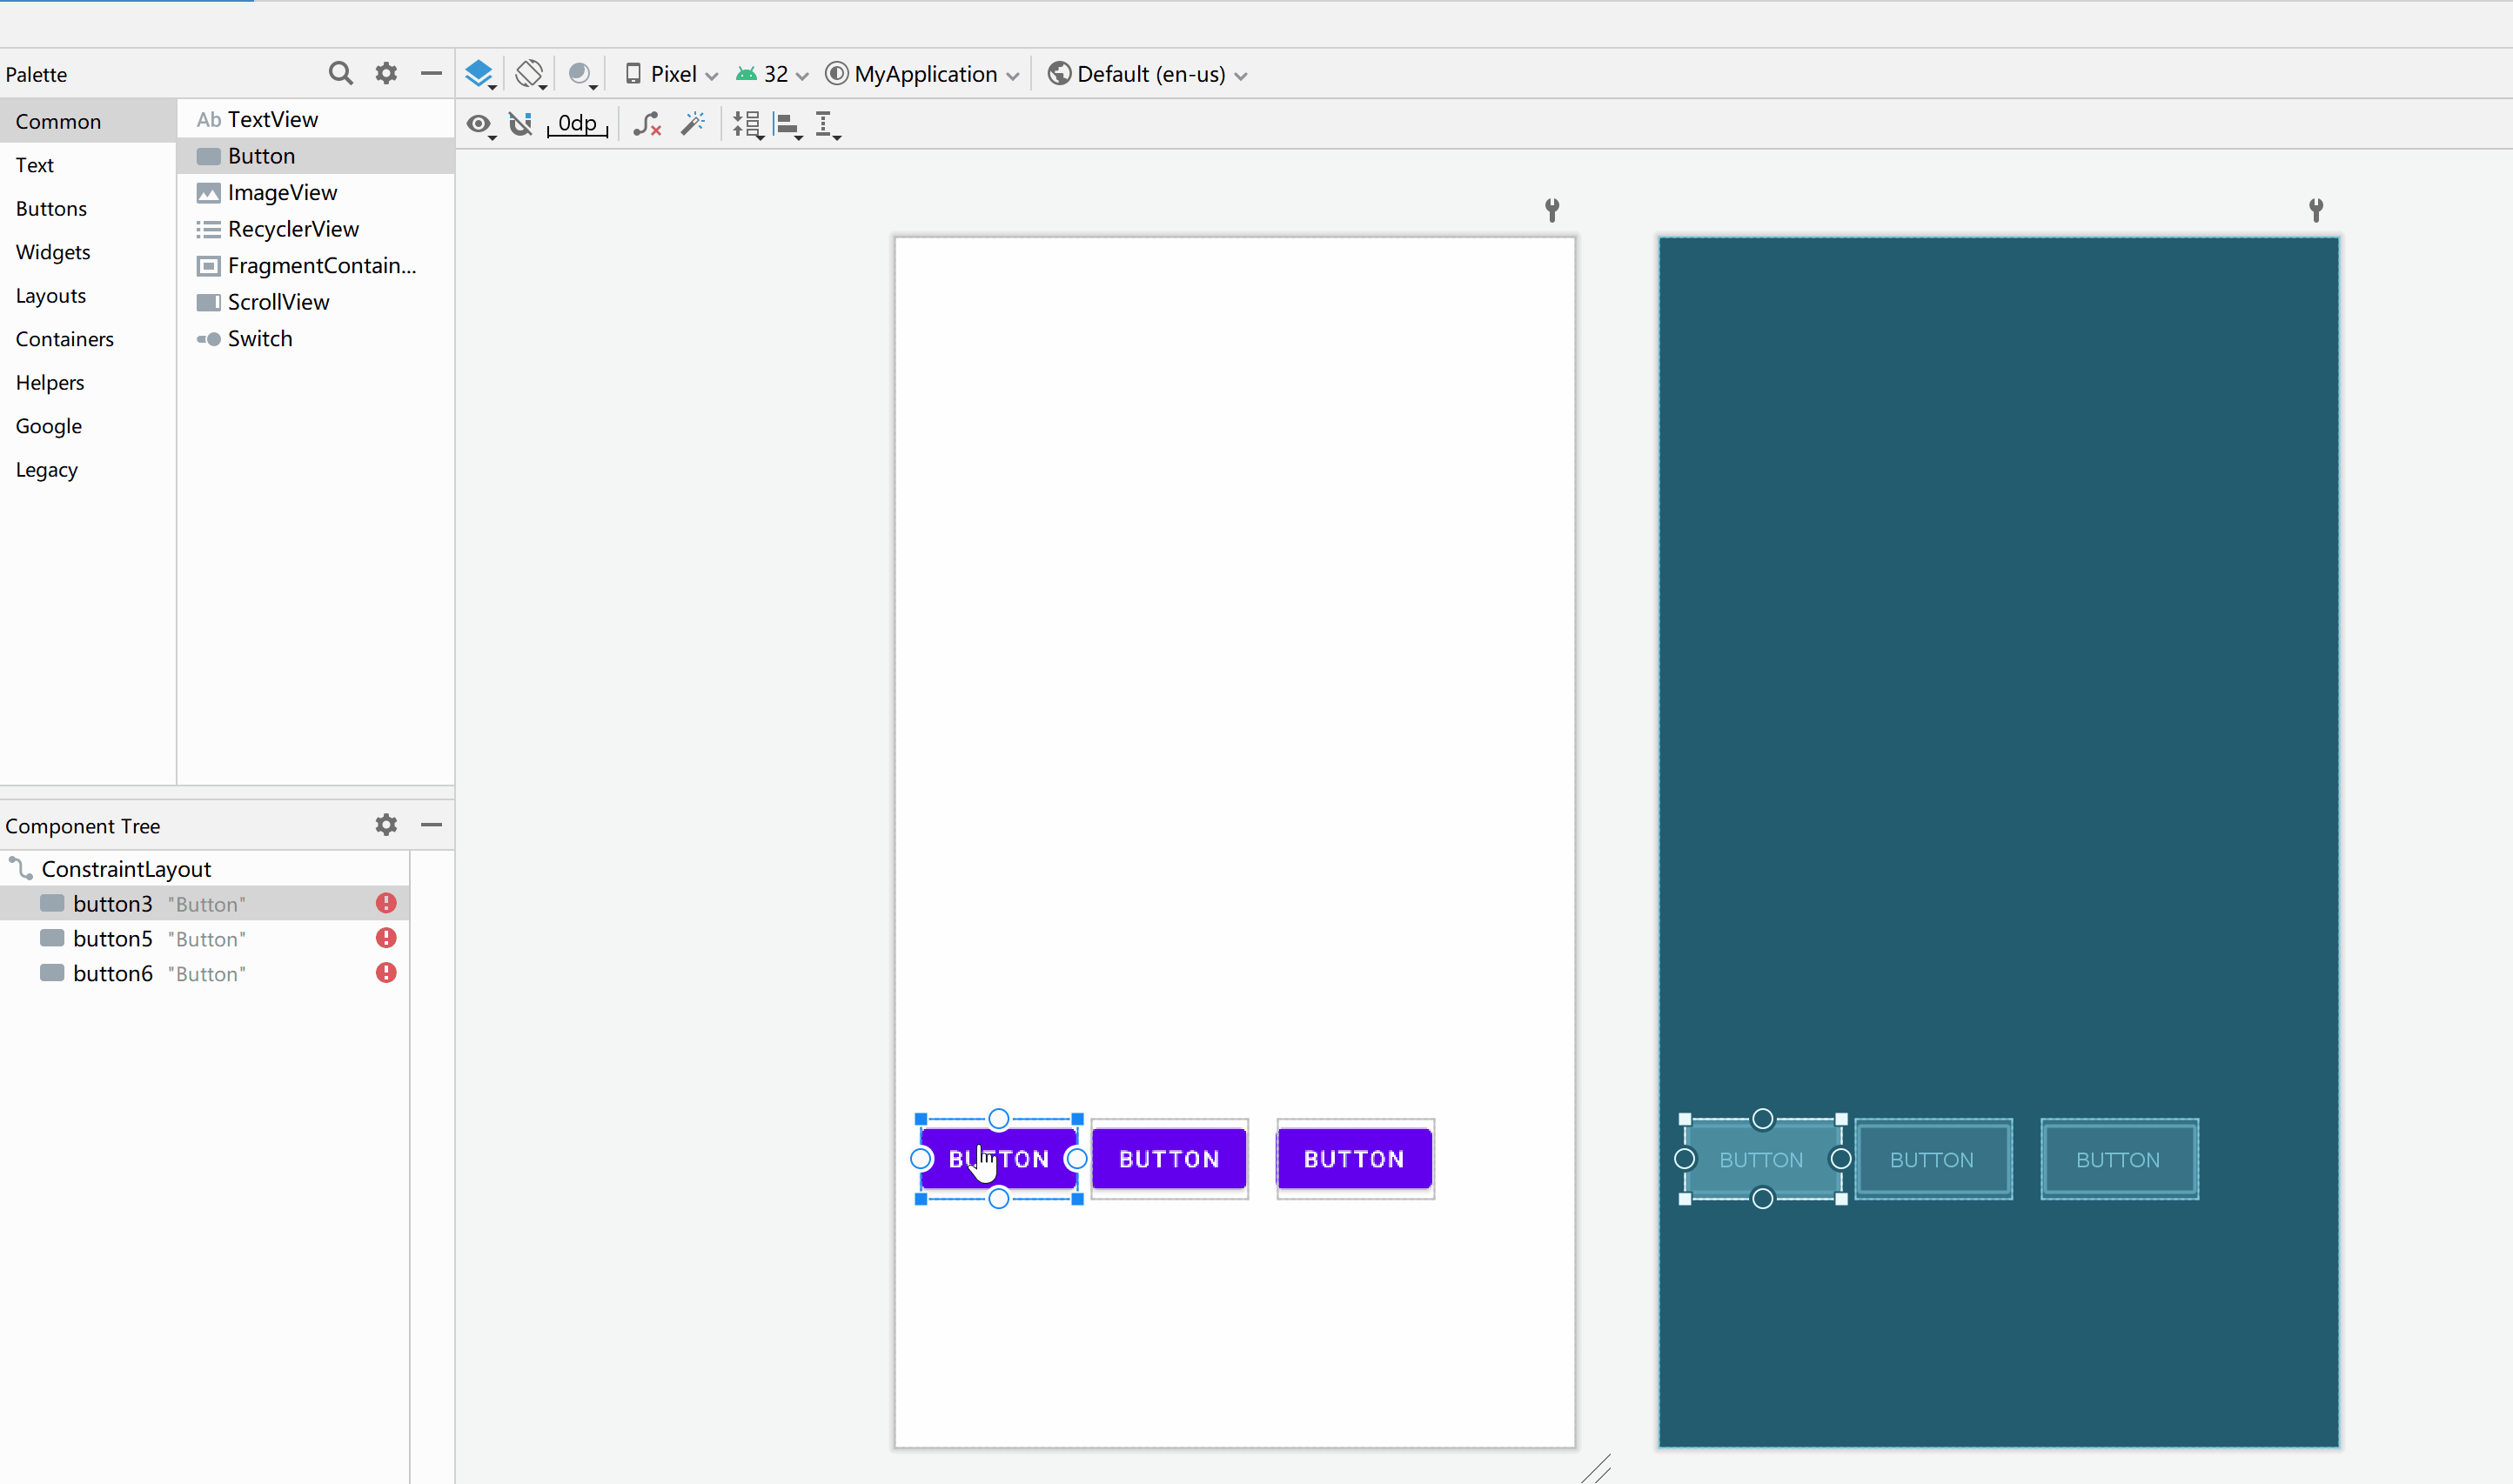 Palette
Pixel
32
MyApplication
Default (en-us)
0dp
Common
Text
Buttons
Widgets
Layouts
Containers
Helpers
Google
Legacy
Ab TextView
Button
ImageView
RecyclerView
FragmentContain...
ScrollView
Switch
Component Tree
ConstraintLayout
button3 "Button"
button5 "Button"
button6 "Button"
BUTTON BUTTON BUTTON
BUTTON BUTTON BUTTON